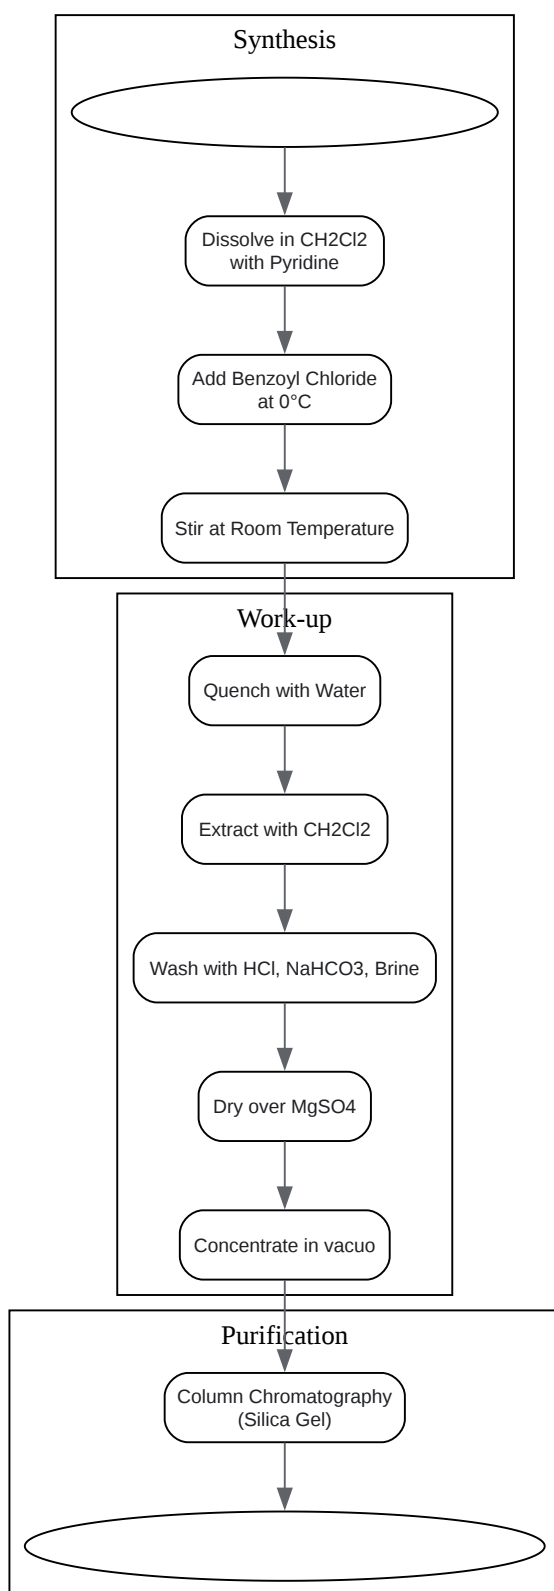 Synthesis
Dissolve in CH2Cl2
with Pyridine
Add Benzoyl Chloride
at 0°C
Stir at Room Temperature
Work-up
Quench with Water
Extract with CH2Cl2
Wash with HCl, NaHCO3, Brine
Dry over MgSO4
Concentrate in vacuo
Purification
Column Chromatography
(Silica Gel)